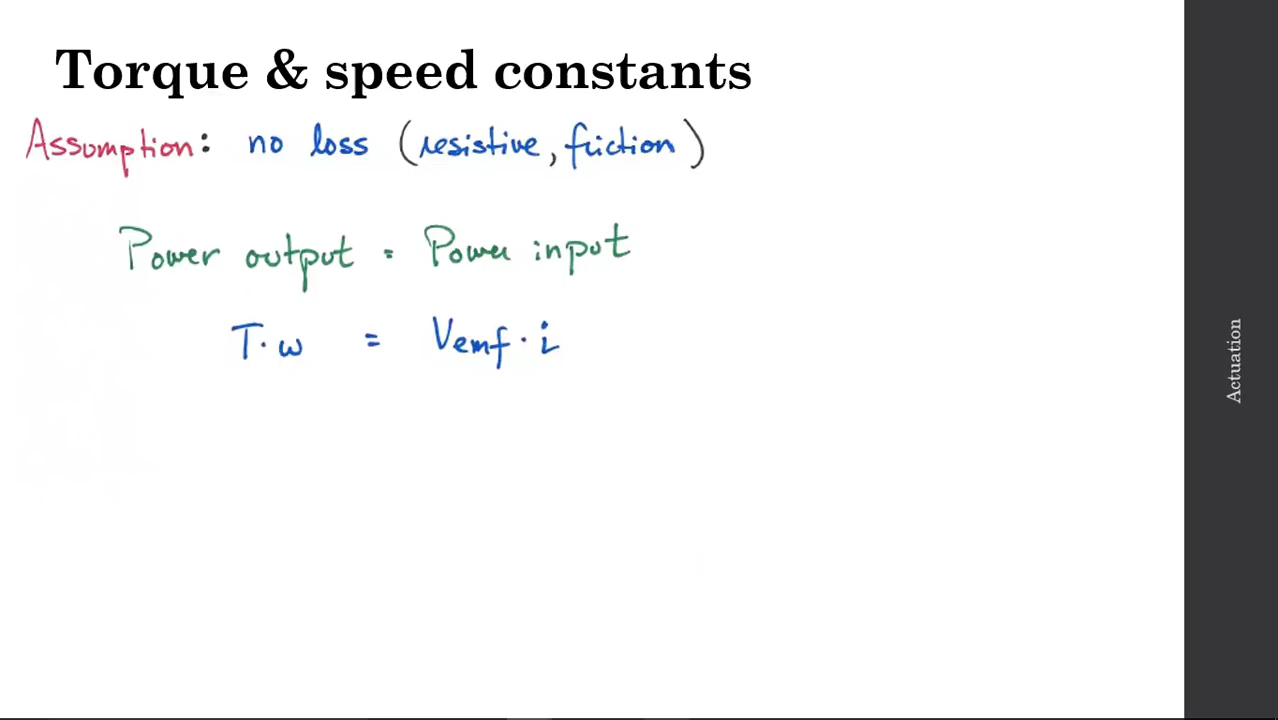 Torque & speed constants
Assumption: no loss (resistive, friction)
Power output = Power input
T·ω = Vemf·i
Actuation